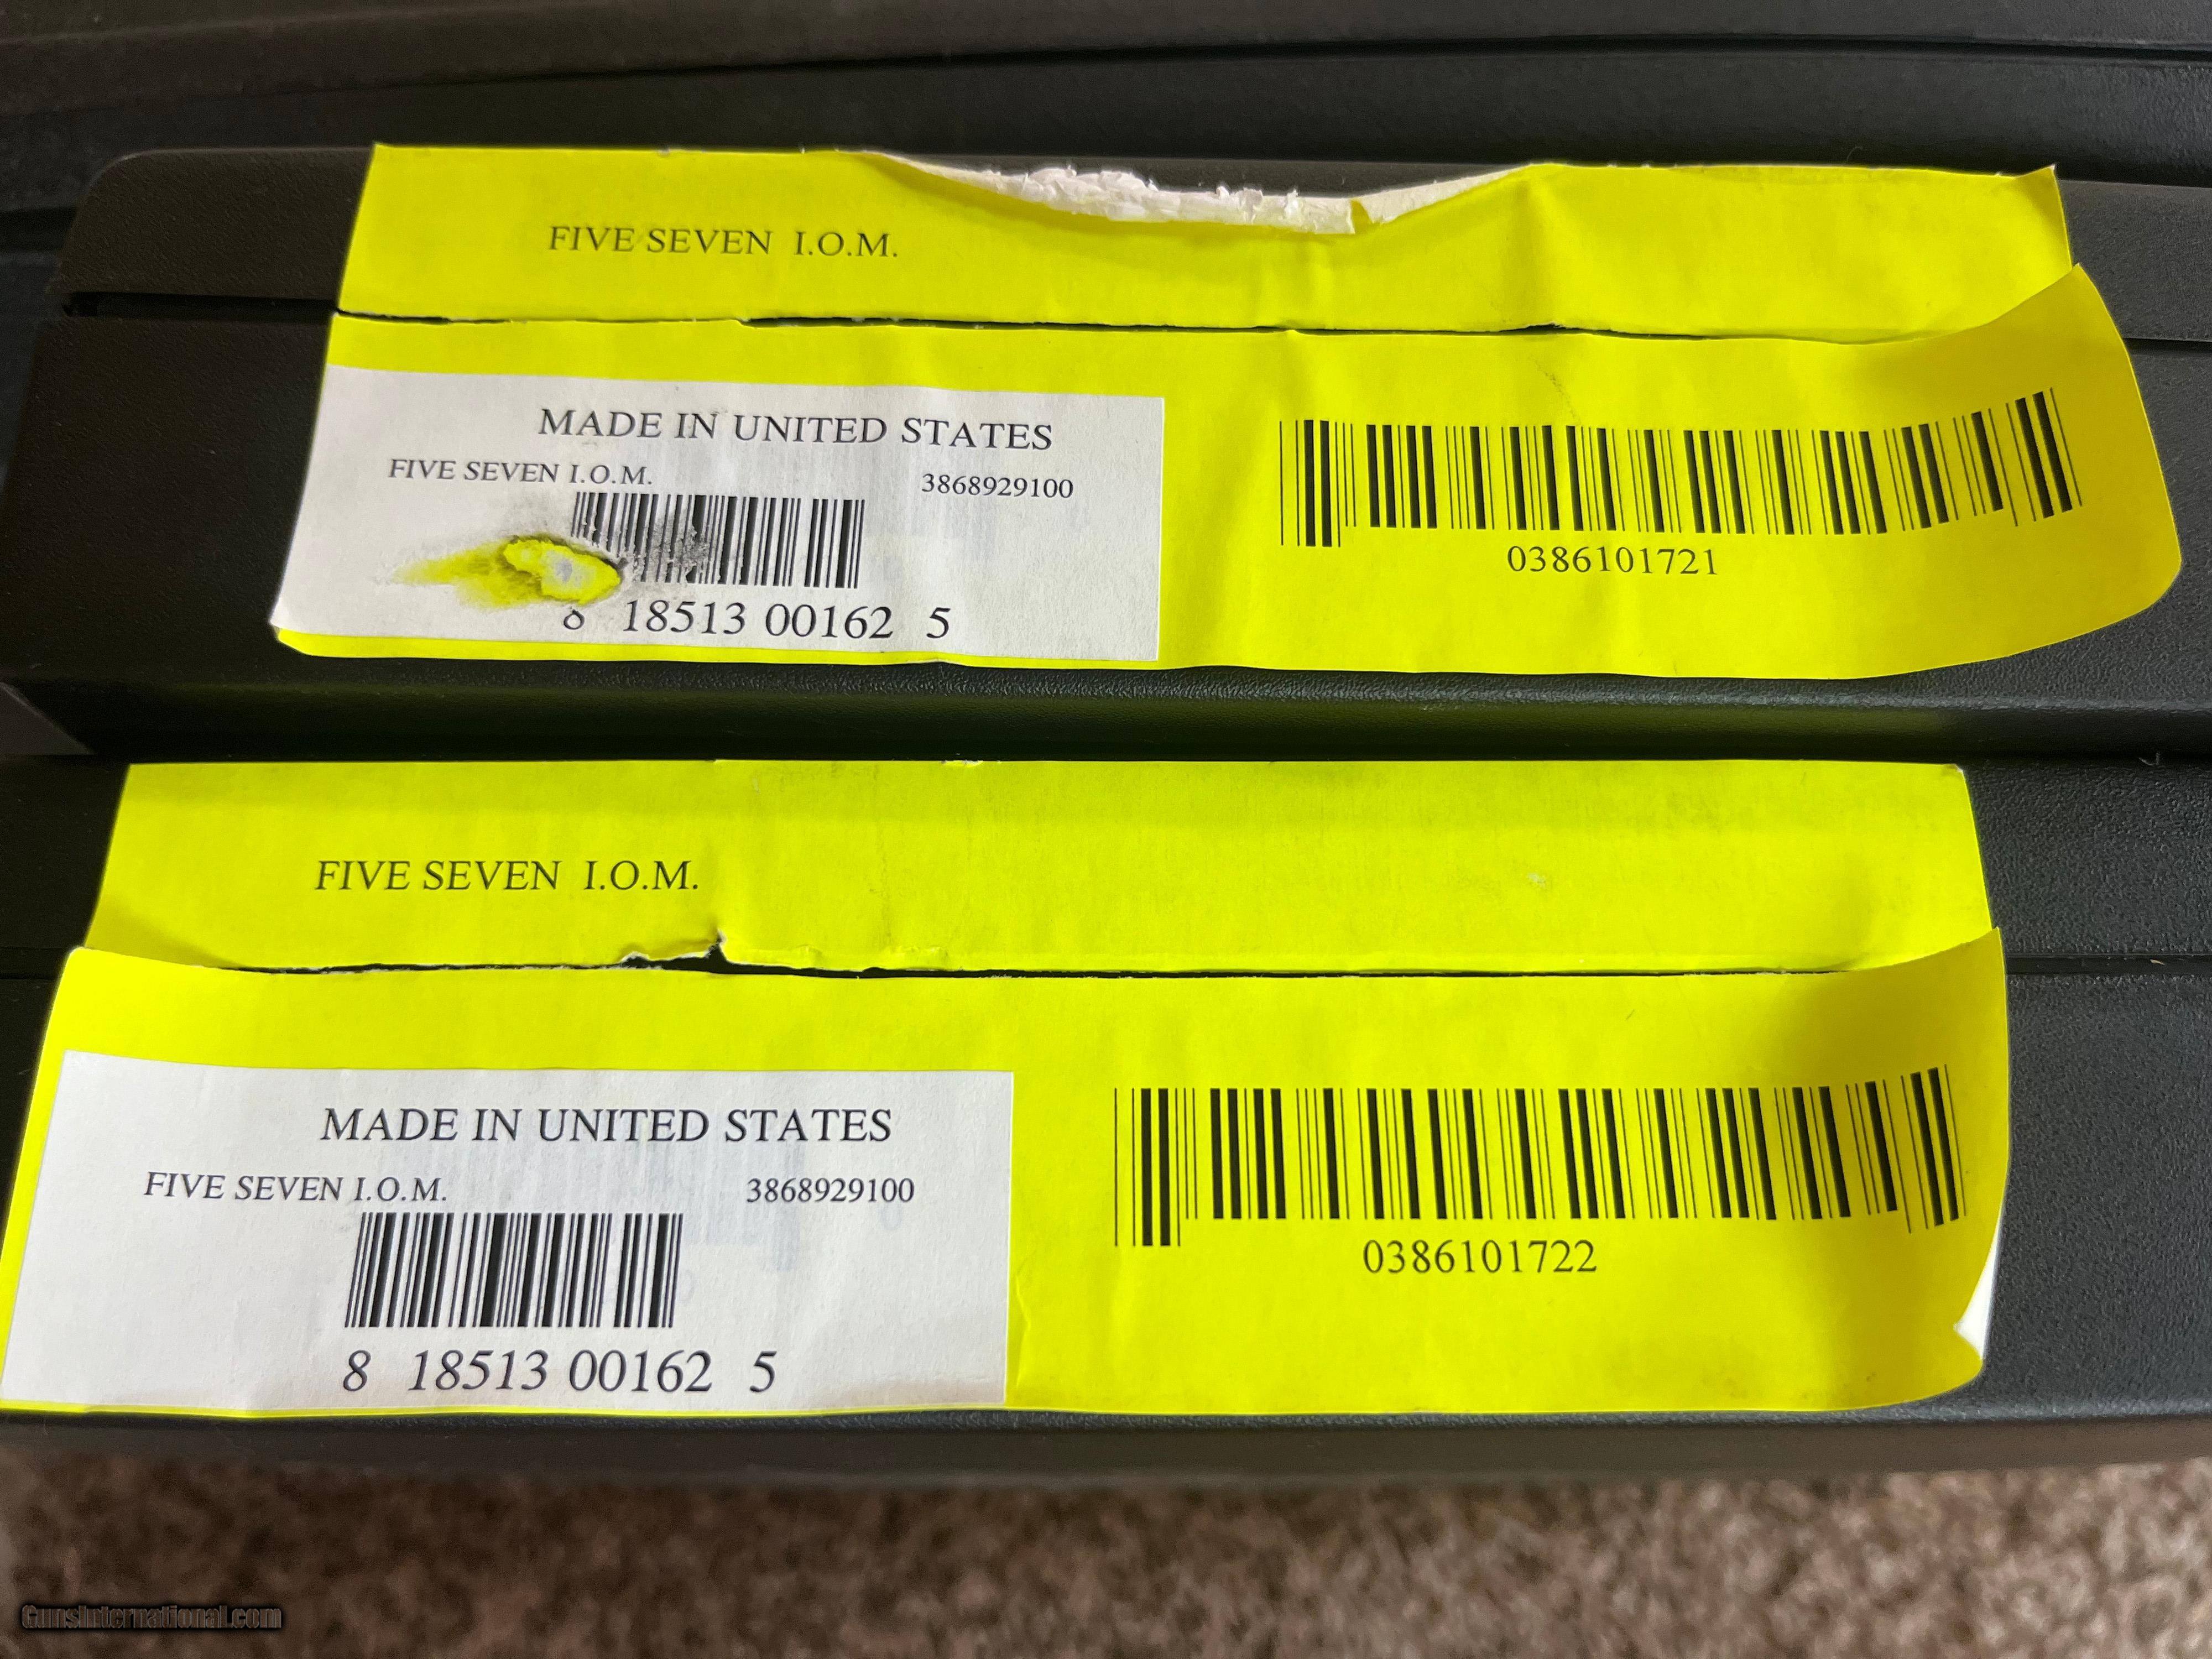 FIVE SEVEN I.O.M.
MADE IN UNITED STATES
FIVE SEVEN I.O.M. 3868929100
8 18513 00162 5
0386101721
FIVE SEVEN I.O.M.
MADE IN UNITED STATES
FIVE SEVEN I.O.M. 3868929100
8 18513 00162 5
0386101722
GunsInternational.com